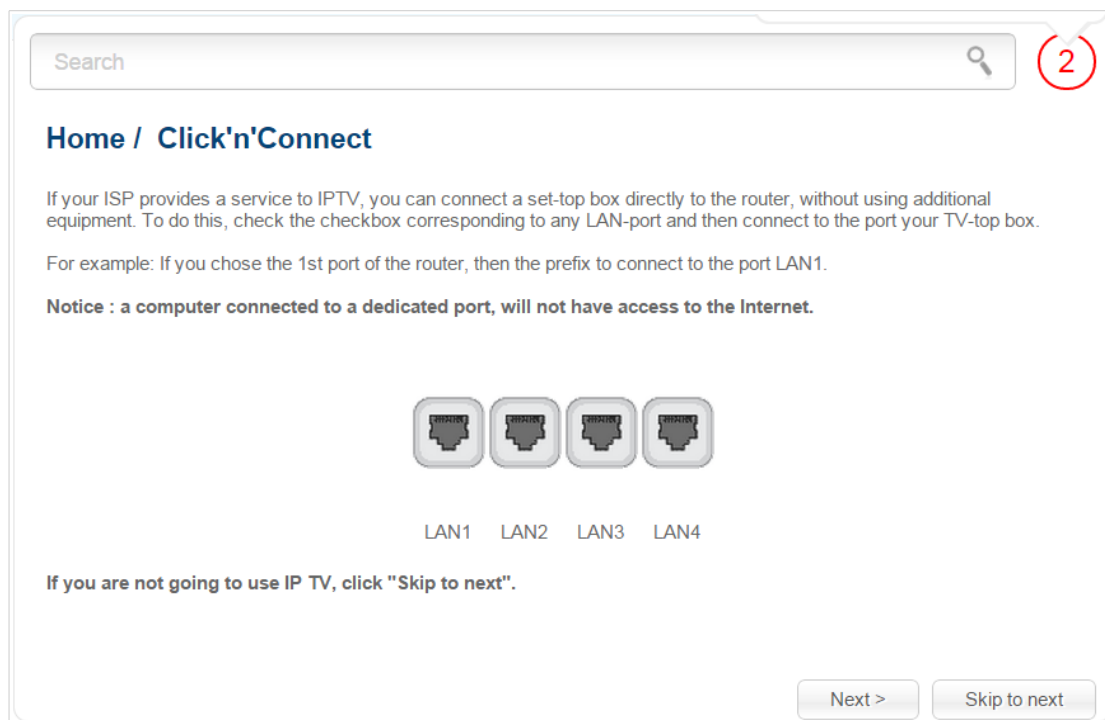 Search
2
Home / Click'n'Connect
If your ISP provides a service to IPTV, you can connect a set-top box directly to the router, without using additional
equipment. To do this, check the checkbox corresponding to any LAN-port and then connect to the port your TV-top box.
For example: If you chose the 1st port of the router, then the prefix to connect to the port LAN1.
Notice : a computer connected to a dedicated port, will not have access to the Internet.
LAN1 LAN2 LAN3 LAN4
If you are not going to use IP TV, click "Skip to next".
Next > Skip to next